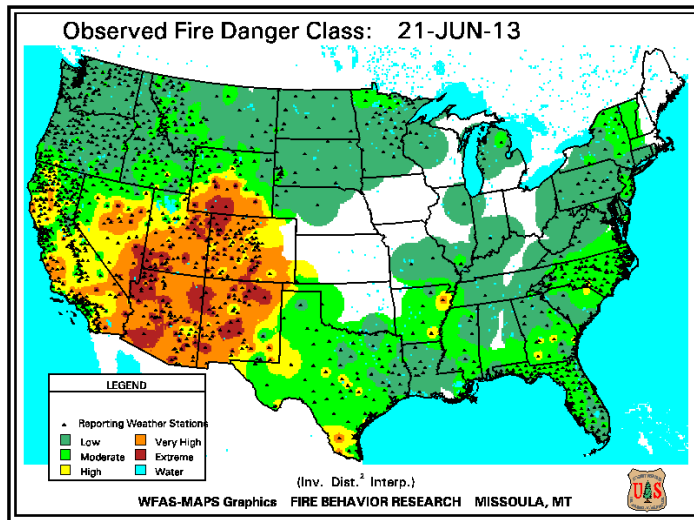 Observed Fire Danger Class: 21-JUN-13
LEGEND
Reporting Weather Stations
Low
Very High
Moderate
Extreme
High
Water
(Inv. Dist.² Interp.)
WFAS-MAPS Graphics FIRE BEHAVIOR RESEARCH MISSOULA, MT
U S